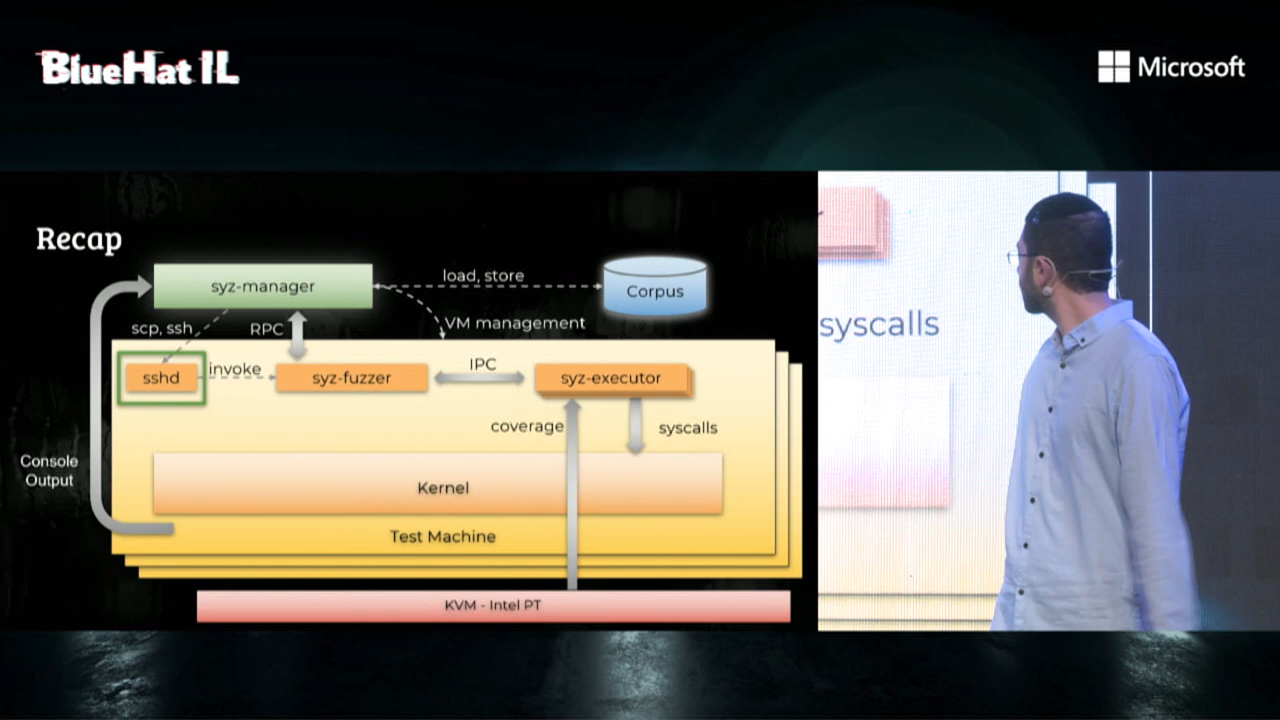 BlueHat IL
Microsoft
Recap
syz-manager
load, store
Corpus
scp, ssh
RPC
VM management
sshd
invoke
syz-fuzzer
IPC
syz-executor
coverage
syscalls
Console
Output
Kernel
Test Machine
KVM - Intel PT
syscalls